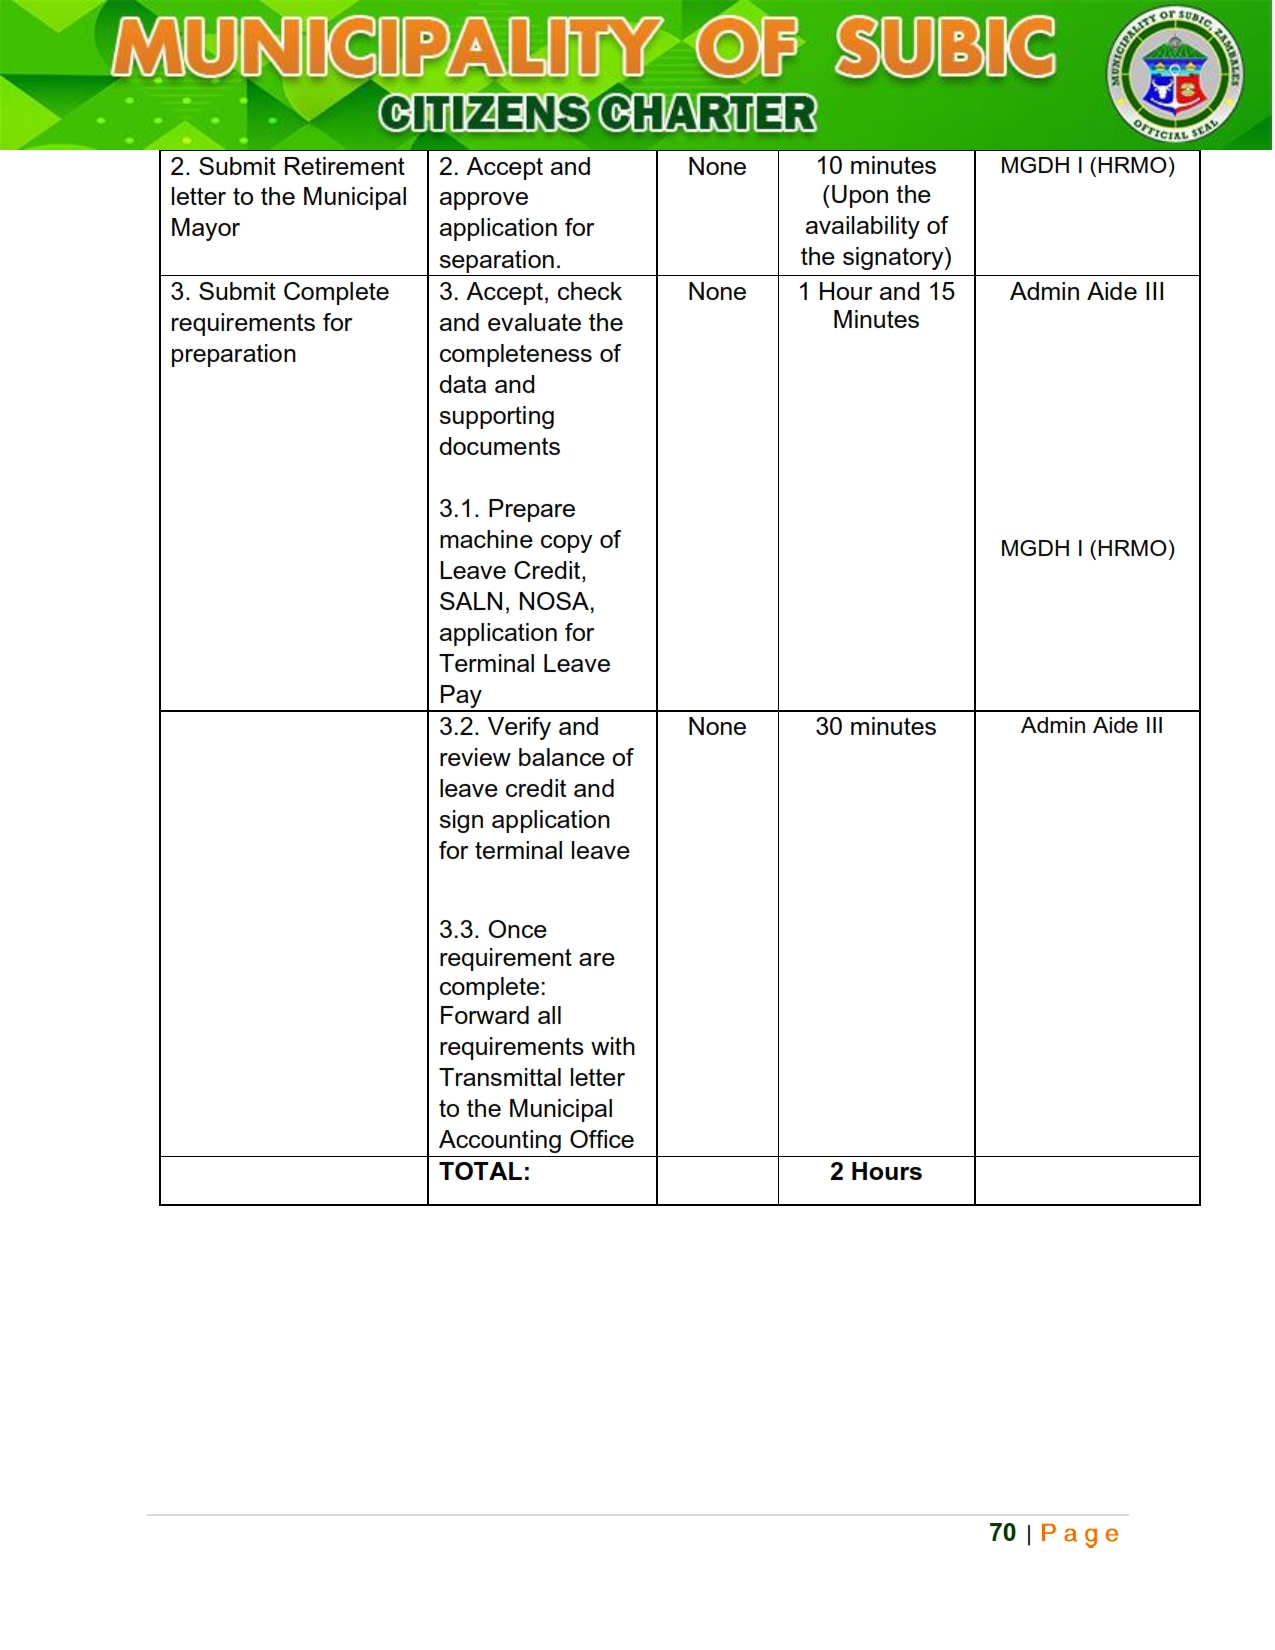 MUNICIPALITY OF SUBIC
CITIZENS CHARTER
MUNICIPALITY OF SUBIC, ZAMBALES
OFFICIAL SEAL
2. Submit Retirement
letter to the Municipal
Mayor
2. Accept and
approve
application for
separation.
None
10 minutes
(Upon the
availability of
the signatory)
MGDH I (HRMO)
3. Submit Complete
requirements for
preparation
3. Accept, check
and evaluate the
completeness of
data and
supporting
documents
3.1. Prepare
machine copy of
Leave Credit,
SALN, NOSA,
application for
Terminal Leave
Pay
None
1 Hour and 15
Minutes
Admin Aide III
MGDH I (HRMO)
3.2. Verify and
review balance of
leave credit and
sign application
for terminal leave
3.3. Once
requirement are
complete:
Forward all
requirements with
Transmittal letter
to the Municipal
Accounting Office
None
30 minutes
Admin Aide III
TOTAL:
2 Hours
70 | Page